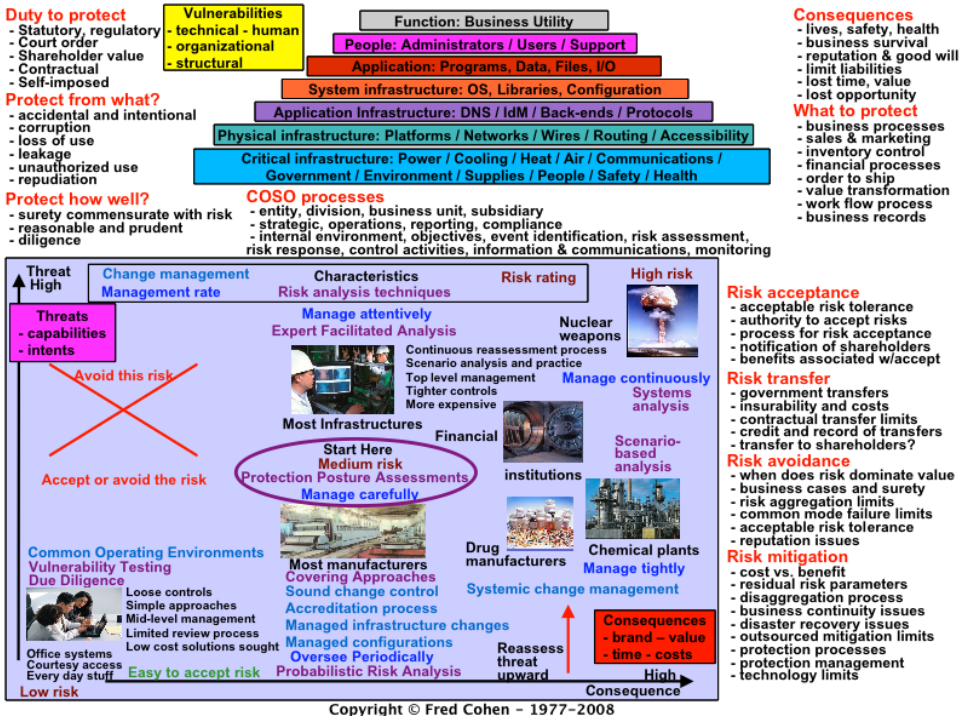 Duty to protect
- Statutory, regulatory
- Court order
- Shareholder value
- Contractual
- Self-imposed
Protect from what?
- accidental and intentional
- corruption
- loss of use
- leakage
- unauthorized use
- repudiation
Protect how well?
- surety commensurate with risk
- reasonable and prudent
- diligence
Vulnerabilities
- technical - human
- organizational
- structural
Function: Business Utility
People: Administrators / Users / Support
Application: Programs, Data, Files, I/O
System infrastructure: OS, Libraries, Configuration
Application Infrastructure: DNS / IdM / Back-ends / Protocols
Physical infrastructure: Platforms / Networks / Wires / Routing / Accessibility
Critical infrastructure: Power / Cooling / Heat / Air / Communications /
Government / Environment / Supplies / People / Safety / Health
COSO processes
- entity, division, business unit, subsidiary
- strategic, operations, reporting, compliance
- internal environment, objectives, event identification, risk assessment,
risk response, control activities, information & communications, monitoring
Consequences
- lives, safety, health
- business survival
- reputation & good will
- limit liabilities
- lost time, value
- lost opportunity
What to protect
- business processes
- sales & marketing
- inventory control
- financial processes
- order to ship
- value transformation
- work flow process
- business records
Threat
High
Change management
Management rate
Characteristics
Risk analysis techniques
Risk rating
High risk
Threats
- capabilities
- intents
Manage attentively
Expert Facilitated Analysis
Continuous reassessment process
Scenario analysis and practice
Top level management
Tighter controls
More expensive
Most Infrastructures
Nuclear
weapons
Manage continuously
Systems
analysis
Avoid this risk
Accept or avoid the risk
Start Here
Medium risk
Protection Posture Assessments
Manage carefully
Financial
institutions
Scenario-
based
analysis
Most manufacturers
Covering Approaches
Sound change control
Accreditation process
Managed infrastructure changes
Managed configurations
Oversee Periodically
Probabilistic Risk Analysis
Drug
manufacturers
Chemical plants
Manage tightly
Systemic change management
Common Operating Environments
Vulnerability Testing
Due Diligence
Loose controls
Simple approaches
Mid-level management
Limited review process
Low cost solutions sought
Office systems
Courtesy access
Every day stuff
Easy to accept risk
Low risk
Reassess
threat
upward
Consequences
- brand – value
- time - costs
High
Consequence
Risk acceptance
- acceptable risk tolerance
- authority to accept risks
- process for risk acceptance
- notification of shareholders
- benefits associated w/accept
Risk transfer
- government transfers
- insurability and costs
- contractual transfer limits
- credit and record of transfers
- transfer to shareholders?
Risk avoidance
- when does risk dominate value
- business cases and surety
- risk aggregation limits
- common mode failure limits
- acceptable risk tolerance
- reputation issues
Risk mitigation
- cost vs. benefit
- residual risk parameters
- disaggregation process
- business continuity issues
- disaster recovery issues
- outsourced mitigation limits
- protection processes
- protection management
- technology limits
Copyright © Fred Cohen - 1977-2008